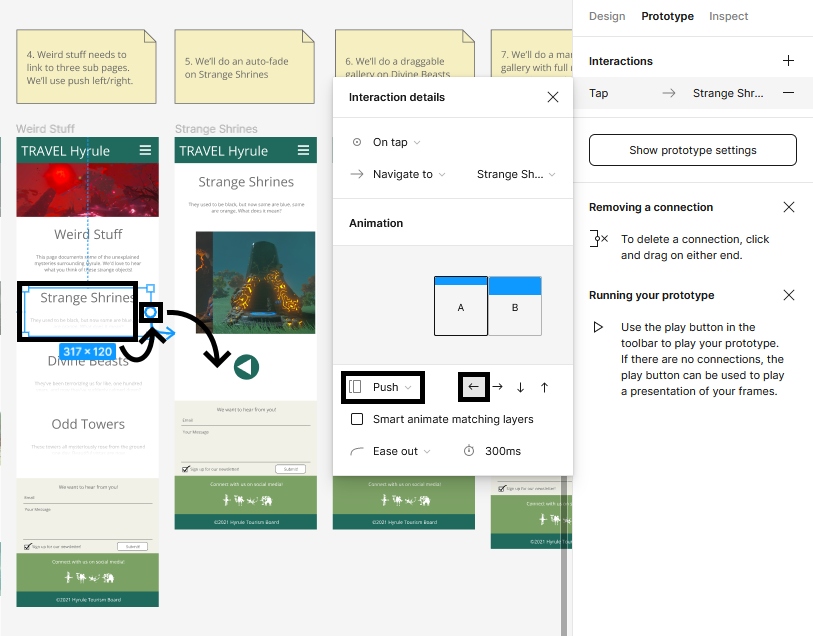 4. Weird stuff needs to
link to three sub pages.
We'll use push left/right.
5. We'll do an auto-fade
on Strange Shrines
6. We'll do a draggable
gallery on Divine Beasts
7. We'll do a
gallery with full
Design
Prototype
Inspect
Interactions
Tap
Strange Shr...
Show prototype settings
Removing a connection
To delete a connection, click
and drag on either end.
Running your prototype
Use the play button in the
toolbar to play your prototype.
If there are no connections, the
play button can be used to play
a presentation of your frames.
Interaction details
On tap
Navigate to
Strange Sh...
Animation
A
B
Push
Smart animate matching layers
Ease out
300ms
Weird Stuff
TRAVEL Hyrule
Weird Stuff
This page documents some of the unexplained
mysteries surrounding Hyrule. We'd love to hear
what you think of these strange objects!
Strange Shrines
They used to be black, but now some are blue, some
317 × 120
Divine Beasts
They've been terrorizing us for like, one hundred
Odd Towers
These towers all mysteriously rose from the ground
We want to hear from you!
Email
Your Message
Sign up for our newsletter!
Submit
Connect with us on social media!
©2021 Hyrule Tourism Board
Strange Shrines
TRAVEL Hyrule
Strange Shrines
They used to be black, but now some are blue, some
are orange. What does it mean?
We want to hear from you!
Email
Your Message
Sign up for our newsletter!
Submit
Connect with us on social media!
©2021 Hyrule Tourism Board
Connect with us on social media!
©2021 Hyrule Tourism Board
Sign up for our newsletter!
Connect with us on
©2021 Hyrule